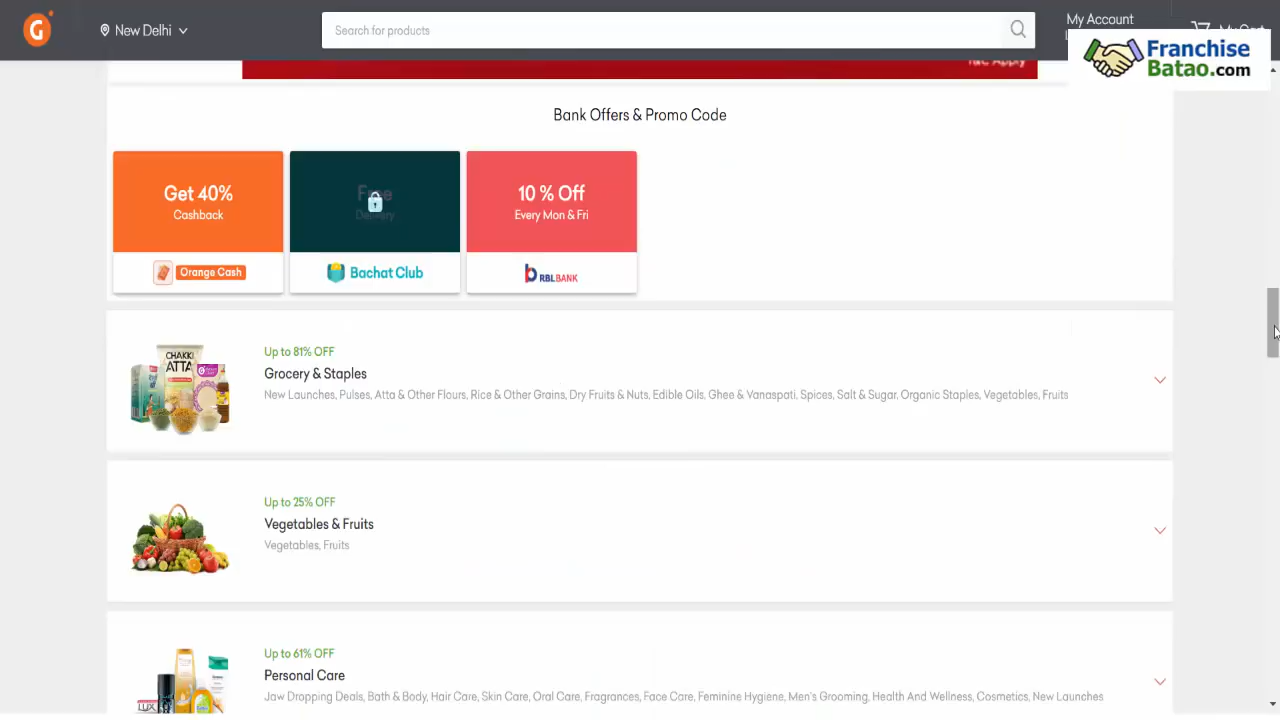 G
New Delhi
Search for products
My Account
Franchise
Batao.com
T&C Apply
Bank Offers & Promo Code
Get 40%
Cashback
Orange Cash
Free
Delivery
Bachat Club
10 % Off
Every Mon & Fri
RBL BANK
CHAKKI
ATTA
Up to 81% OFF
Grocery & Staples
New Launches, Pulses, Atta & Other Flours, Rice & Other Grains, Dry Fruits & Nuts, Edible Oils, Ghee & Vanaspati, Spices, Salt & Sugar, Organic Staples, Vegetables, Fruits
Up to 25% OFF
Vegetables & Fruits
Vegetables, Fruits
Up to 61% OFF
Personal Care
Jaw Dropping Deals, Bath & Body, Hair Care, Skin Care, Oral Care, Fragrances, Face Care, Feminine Hygiene, Men's Grooming, Health And Wellness, Cosmetics, New Launches
LUX